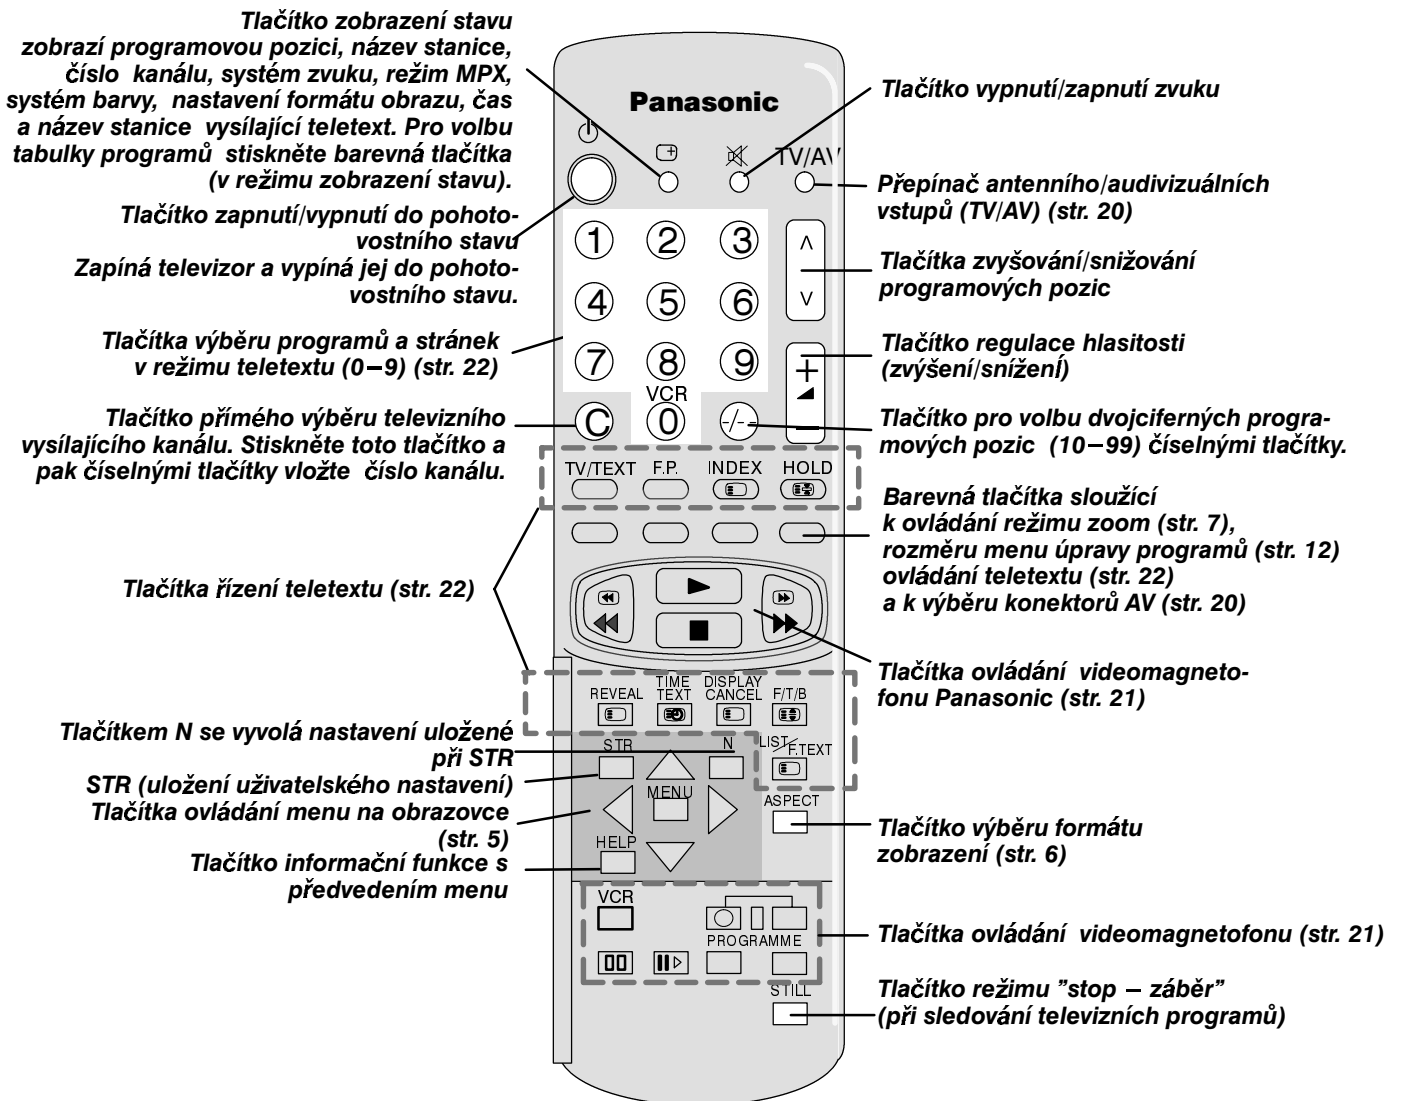 Tlačítko zobrazení stavu
zobrazí programovou pozici, název stanice,
číslo kanálu, systém zvuku, režim MPX,
systém barvy, nastavení formátu obrazu, čas
a název stanice vysílající teletext. Pro volbu
tabulky programů stiskněte barevná tlačítka
(v režimu zobrazení stavu).
Tlačítko zapnutí/vypnutí do pohoto-
vostního stavu
Zapíná televizor a vypíná jej do pohoto-
vostního stavu.
Tlačítka výběru programů a stránek
v režimu teletextu (0–9) (str. 22)
Tlačítko přímého výběru televizního
vysílajícího kanálu. Stiskněte toto tlačítko a
pak číselnými tlačítky vložte číslo kanálu.
Tlačítka řízení teletextu (str. 22)
Tlačítkem N se vyvolá nastavení uložené
při STR
STR (uložení uživatelského nastavení)
Tlačítka ovládání menu na obrazovce
(str. 5)
Tlačítko informační funkce s
předvedením menu
Panasonic
TV/AV
1 2 3
4 5 6
7 8 9
VCR
C 0 -/--
TV/TEXT F.P. INDEX HOLD
REVEAL TIME TEXT DISPLAY CANCEL F/T/B
STR N LIST/F.TEXT
MENU
ASPECT
HELP
VCR
PROGRAMME
STILL
Tlačítko vypnutí/zapnutí zvuku
Přepínač antenního/audivizuálních
vstupů (TV/AV) (str. 20)
Tlačítka zvyšování/snižování
programových pozic
Tlačítko regulace hlasitosti
(zvýšení/snížení)
Tlačítko pro volbu dvojciferných progra-
mových pozic (10–99) číselnými tlačítky.
Barevná tlačítka sloužící
k ovládání režimu zoom (str. 7),
rozměru menu úpravy programů (str. 12)
ovládání teletextu (str. 22)
a k výběru konektorů AV (str. 20)
Tlačítka ovládání videomagneto-
fonu Panasonic (str. 21)
Tlačítko výběru formátu
zobrazení (str. 6)
Tlačítka ovládání videomagnetofonu (str. 21)
Tlačítko režimu ”stop – záběr”
(při sledování televizních programů)